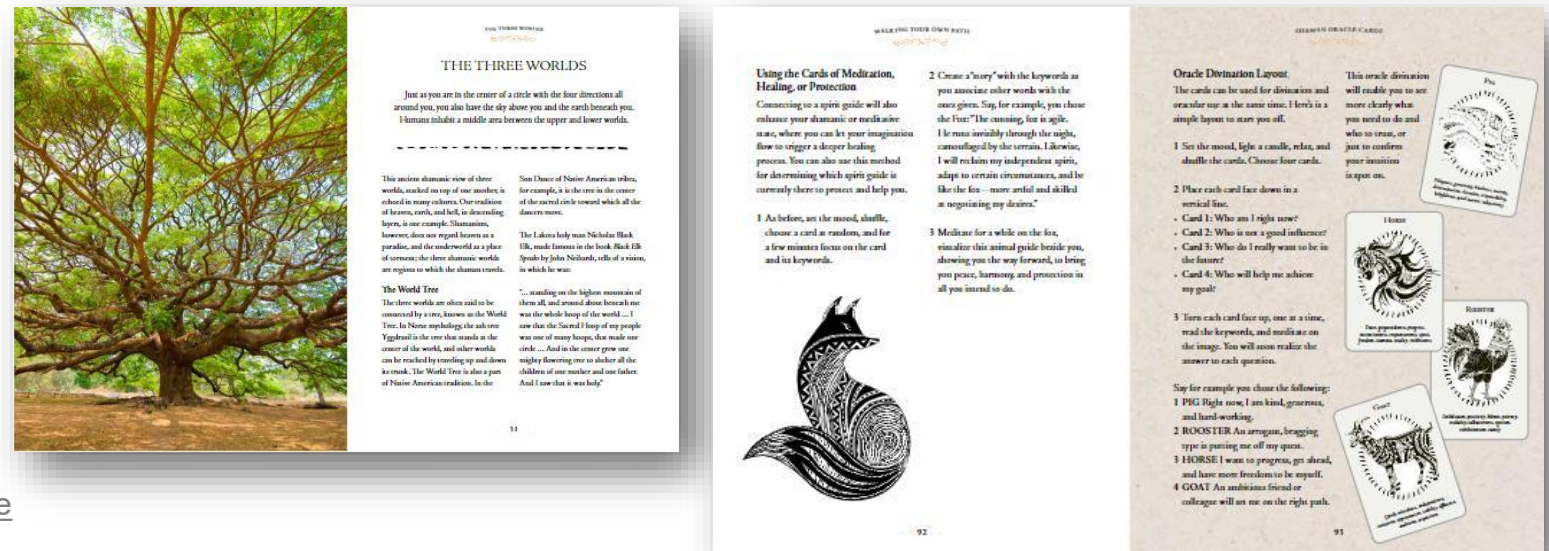 THE THREE WORLDS
THE THREE WORLDS
Just as you are in the center of a circle with the four directions all
around you, you also have the sky above you and the earth beneath you.
Humans inhabit a middle area between the upper and lower worlds.
This ancient shamanic view of three
worlds, stacked on top of one another, is
echoed in many cultures. Our tradition
of heaven, earth, and hell, in descending
layers, is one example. Shamanism,
however, does not regard heaven as a
paradise, and the underworld as a place
of torment; the three shamanic worlds
are regions to which the shaman travels.
The World Tree
The three worlds are often said to be
connected by a tree, known as the World
Tree. In Norse mythology, the ash tree
Yggdrasil is the tree that stands at the
center of the world, and other worlds
can be reached by traveling up and down
its trunk. The World Tree is also a part
of Native American tradition. In the
Sun Dance of Native American tribes,
for example, it is the tree in the center
of the sacred circle toward which all the
dancers move.
The Lakota holy man Nicholas Black
Elk, made famous in the book Black Elk
Speaks by John Neihardt, tells of a vision,
in which he was:
"... standing on the highest mountain of
them all, and around about beneath me
was the whole hoop of the world .... I
saw that the Sacred Hoop of my people
was one of many hoops, that made one
circle .... And in the center grew one
mighty flowering tree to shelter all the
children of one mother and one father.
And I saw that it was holy."
e
WALKING YOUR OWN PATH
Using the Cards of Meditation,
Healing, or Protection
Connecting to a spirit guide will also
enhance your shamanic or meditative
state, where you can let your imagination
flow to trigger a deeper healing
process. You can also use this method
for determining which spirit guide is
currently there to protect and help you.
1 As before, set the mood, shuffle,
choose a card at random, and for
a few minutes focus on the card
and its keywords.
2 Create a "story" with the keywords as
you associate other words with the
ones given. Say, for example, you chose
the Fox: "The cunning, fox is agile.
He runs invisibly through the night,
camouflaged by the terrain. Likewise,
I will reclaim my independent spirit,
adapt to certain circumstances, and be
like the fox—more artful and skilled
at negotiating my desires."
3 Meditate for a while on the fox,
visualize this animal guide beside you,
showing you the way forward, to bring
you peace, harmony, and protection in
all you intend to do.
92
SHAMAN ORACLE CARDS
Oracle Divination Layout
The cards can be used for divination and
oracular use at the same time. Here's a
simple layout to start you off.
1 Set the mood, light a candle, relax, and
shuffle the cards. Choose four cards.
2 Place each card face down in a
vertical line.
• Card 1: Who am I right now?
• Card 2: Who is not a good influence?
• Card 3: Who do I really want to be in
the future?
• Card 4: Who will help me achieve
my goal?
3 Turn each card face up, one at a time,
read the keywords, and meditate on
the image. You will soon realize the
answer to each question.
Say for example you chose the following:
1 PIG Right now, I am kind, generous,
and hard-working.
2 ROOSTER An arrogant, bragging
type is putting me off my quest.
3 HORSE I want to progress, get ahead,
and have more freedom to be myself.
4 GOAT An ambitious friend or
colleague will set me on the right path.
This oracle divination
will enable you to see
more clearly what
you need to do and
who to trust, or
just to confirm
your intuition
is spot on.
PIG
HORSE
ROOSTER
GOAT
93